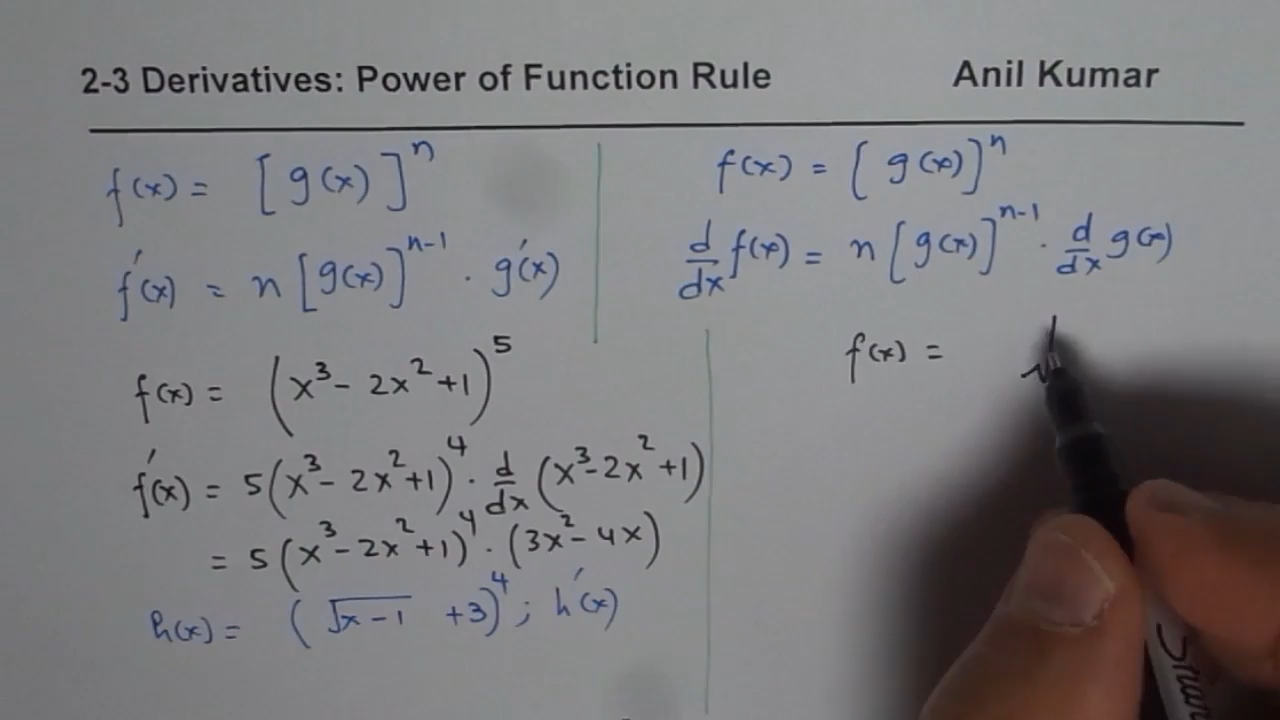 2-3 Derivatives: Power of Function Rule Anil Kumar
f(x) = [g(x)]^n
f'(x) = n[g(x)]^{n-1} · g'(x)
f(x) = (x^3 - 2x^2 + 1)^5
f'(x) = 5(x^3 - 2x^2 + 1)^4 · d/dx (x^3 - 2x^2 + 1)
= 5(x^3 - 2x^2 + 1)^4 · (3x^2 - 4x)
h(x) = (√(x-1) + 3)^4 ; h'(x)
f(x) = [g(x)]^n
d/dx f(x) = n[g(x)]^{n-1} · d/dx g(x)
f(x) = √